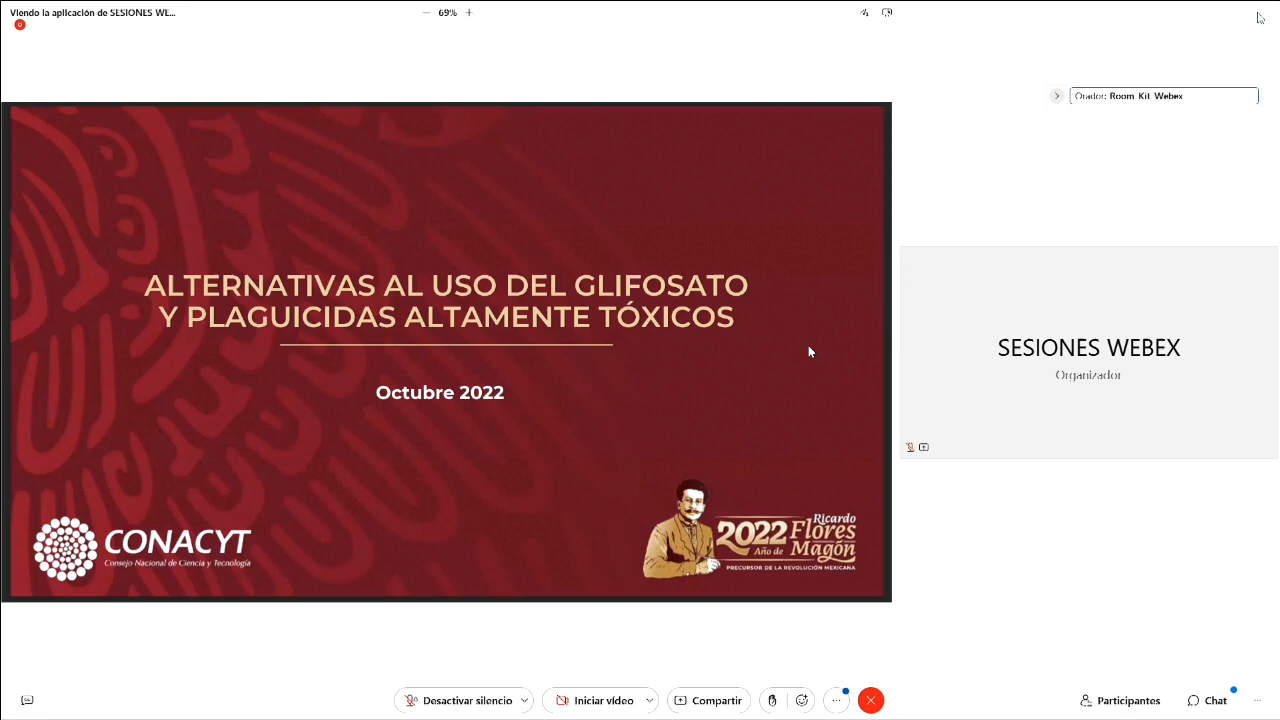 Viendo la aplicación de SESIONES WE...
69%
Orador: Room Kit Webex
ALTERNATIVAS AL USO DEL GLIFOSATO
Y PLAGUICIDAS ALTAMENTE TÓXICOS
Octubre 2022
SESIONES WEBEX
Organizador
CONACYT
Consejo Nacional de Ciencia y Tecnología
2022
Año de
Ricardo
Flores
Magón
PRECURSOR DE LA REVOLUCIÓN MEXICANA
Desactivar silencio
Iniciar vídeo
Compartir
Participantes
Chat